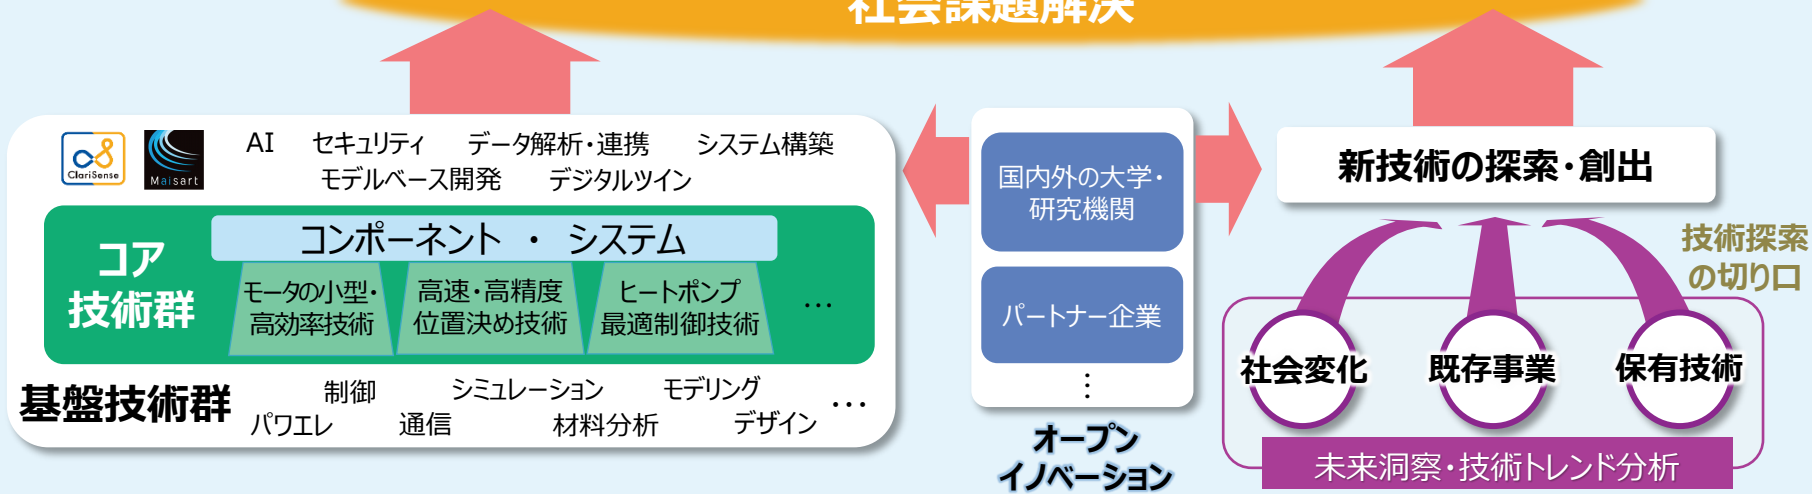 社会課題解決
ClariSense
Maisart
AI セキュリティ データ解析・連携 システム構築
モデルベース開発 デジタルツイン
コア
技術群
コンポーネント ・ システム
モータの小型・
高効率技術
高速・高精度
位置決め技術
ヒートポンプ
最適制御技術
…
基盤技術群
制御 シミュレーション モデリング
パワエレ 通信 材料分析 デザイン …
国内外の大学・
研究機関
パートナー企業
⋮
オープン
イノベーション
新技術の探索・創出
技術探索
の切り口
社会変化
既存事業
保有技術
未来洞察・技術トレンド分析